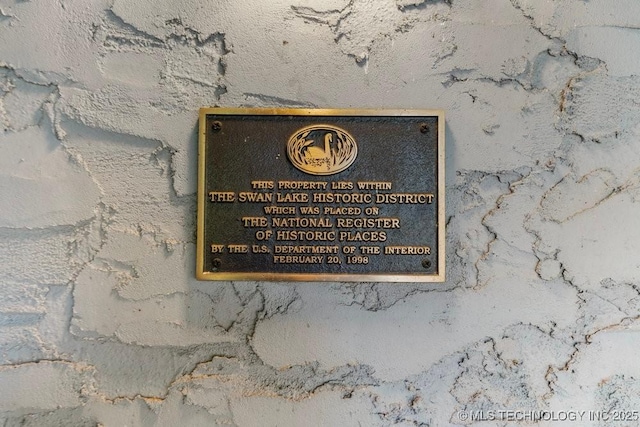 THIS PROPERTY LIES WITHIN
THE SWAN LAKE HISTORIC DISTRICT
WHICH WAS PLACED ON
THE NATIONAL REGISTER
OF HISTORIC PLACES
BY THE U.S. DEPARTMENT OF THE INTERIOR
FEBRUARY 20, 1998
© MLS TECHNOLOGY INC 2025